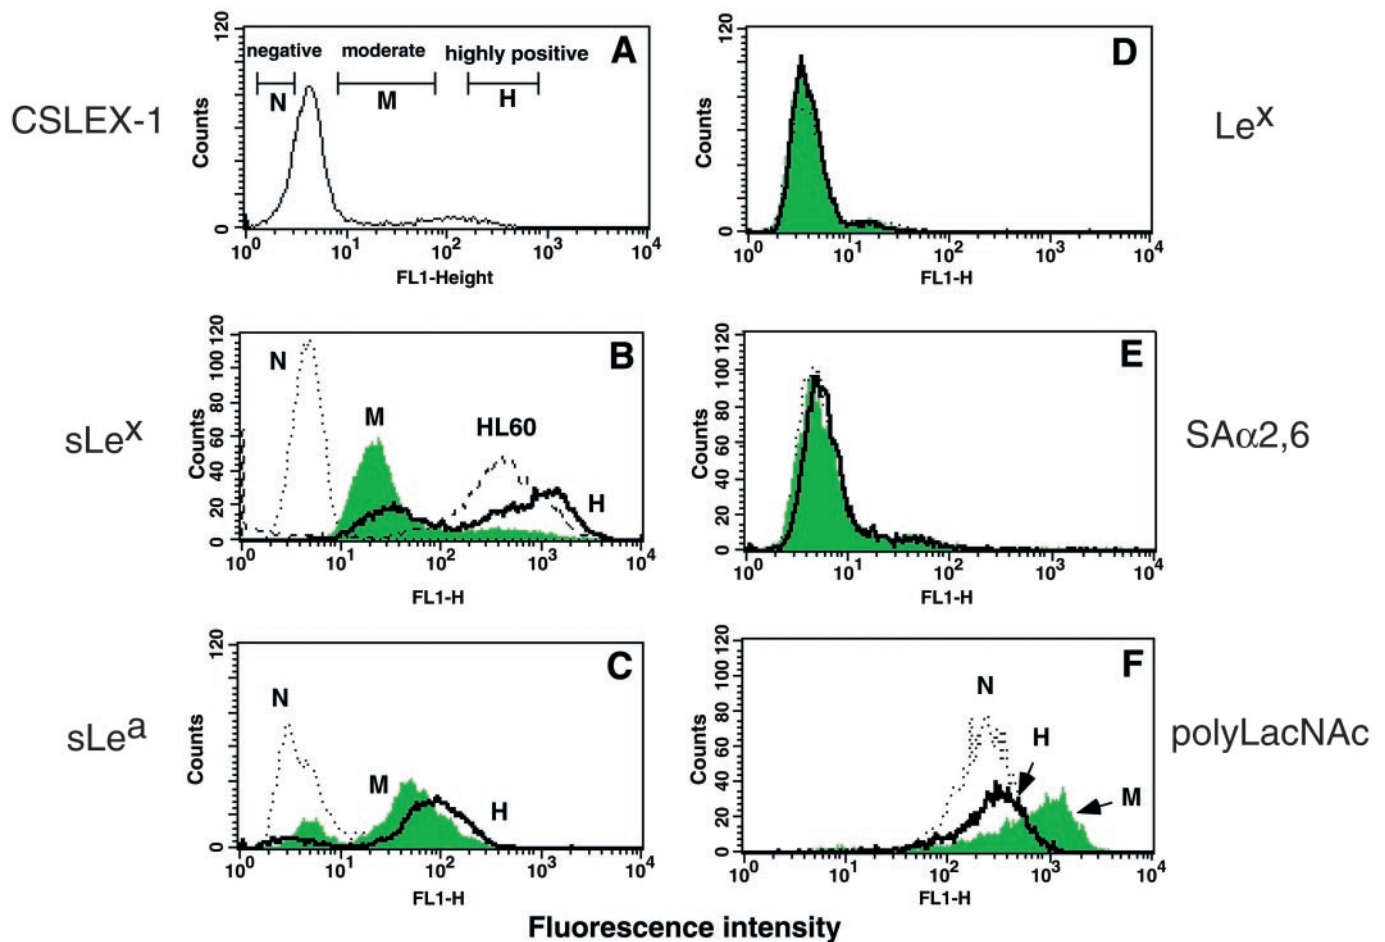 CSLEX-1
120
Counts
0
negative
moderate
highly positive
N
M
H
A
10^0 10^1 10^2 10^3 10^4
FL1-Height
D
Le^x
120
Counts
0
10^0 10^1 10^2 10^3 10^4
FL1-H
sLe^x
0 20 40 60 80 100 120
Counts
N
M
HL60
H
B
10^0 10^1 10^2 10^3 10^4
FL1-H
E
SAα2,6
0 20 40 60 80 100 120
Counts
10^0 10^1 10^2 10^3 10^4
FL1-H
sLe^a
120
Counts
0
N
M
H
C
10^0 10^1 10^2 10^3 10^4
FL1-H
F
polyLacNAc
0 20 40 60 80 100 120
Counts
N
H
M
10^0 10^1 10^2 10^3 10^4
FL1-H
Fluorescence intensity